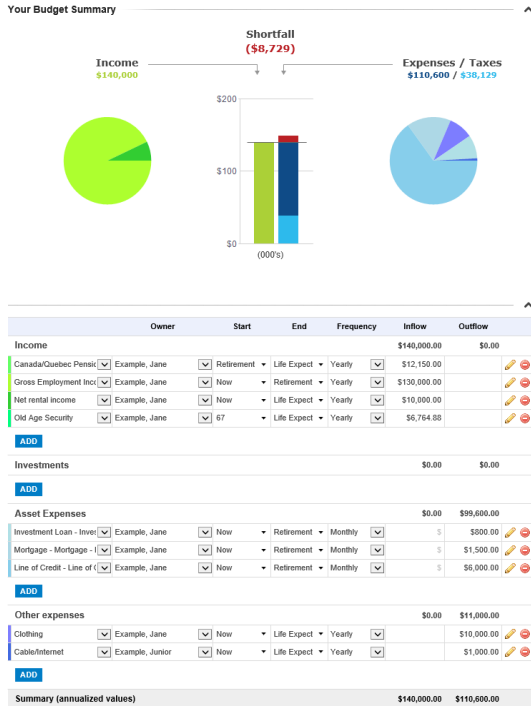 Your Budget Summary
Shortfall
($8,729)
Income
$140,000
Expenses / Taxes
$110,600 / $38,129
$200
$100
$0
(000's)
Owner Start End Frequency Inflow Outflow
Income $140,000.00 $0.00
Canada/Quebec Pensic Example, Jane Retirement Life Expect Yearly $12,150.00
Gross Employment Inco Example, Jane Now Retirement Yearly $130,000.00
Net rental income Example, Jane Now Life Expect Yearly $10,000.00
Old Age Security Example, Jane 67 Life Expect Yearly $6,764.88
ADD
Investments $0.00 $0.00
ADD
Asset Expenses $0.00 $99,600.00
Investment Loan - Inves Example, Jane Now Retirement Monthly $ $800.00
Mortgage - Mortgage - Example, Jane Now Retirement Monthly $ $1,500.00
Line of Credit - Line of Example, Jane Now Retirement Monthly $ $6,000.00
ADD
Other expenses $0.00 $11,000.00
Clothing Example, Jane Now Life Expect Yearly $10,000.00
Cable/Internet Example, Junior Now Life Expect Yearly $1,000.00
ADD
Summary (annualized values) $140,000.00 $110,600.00